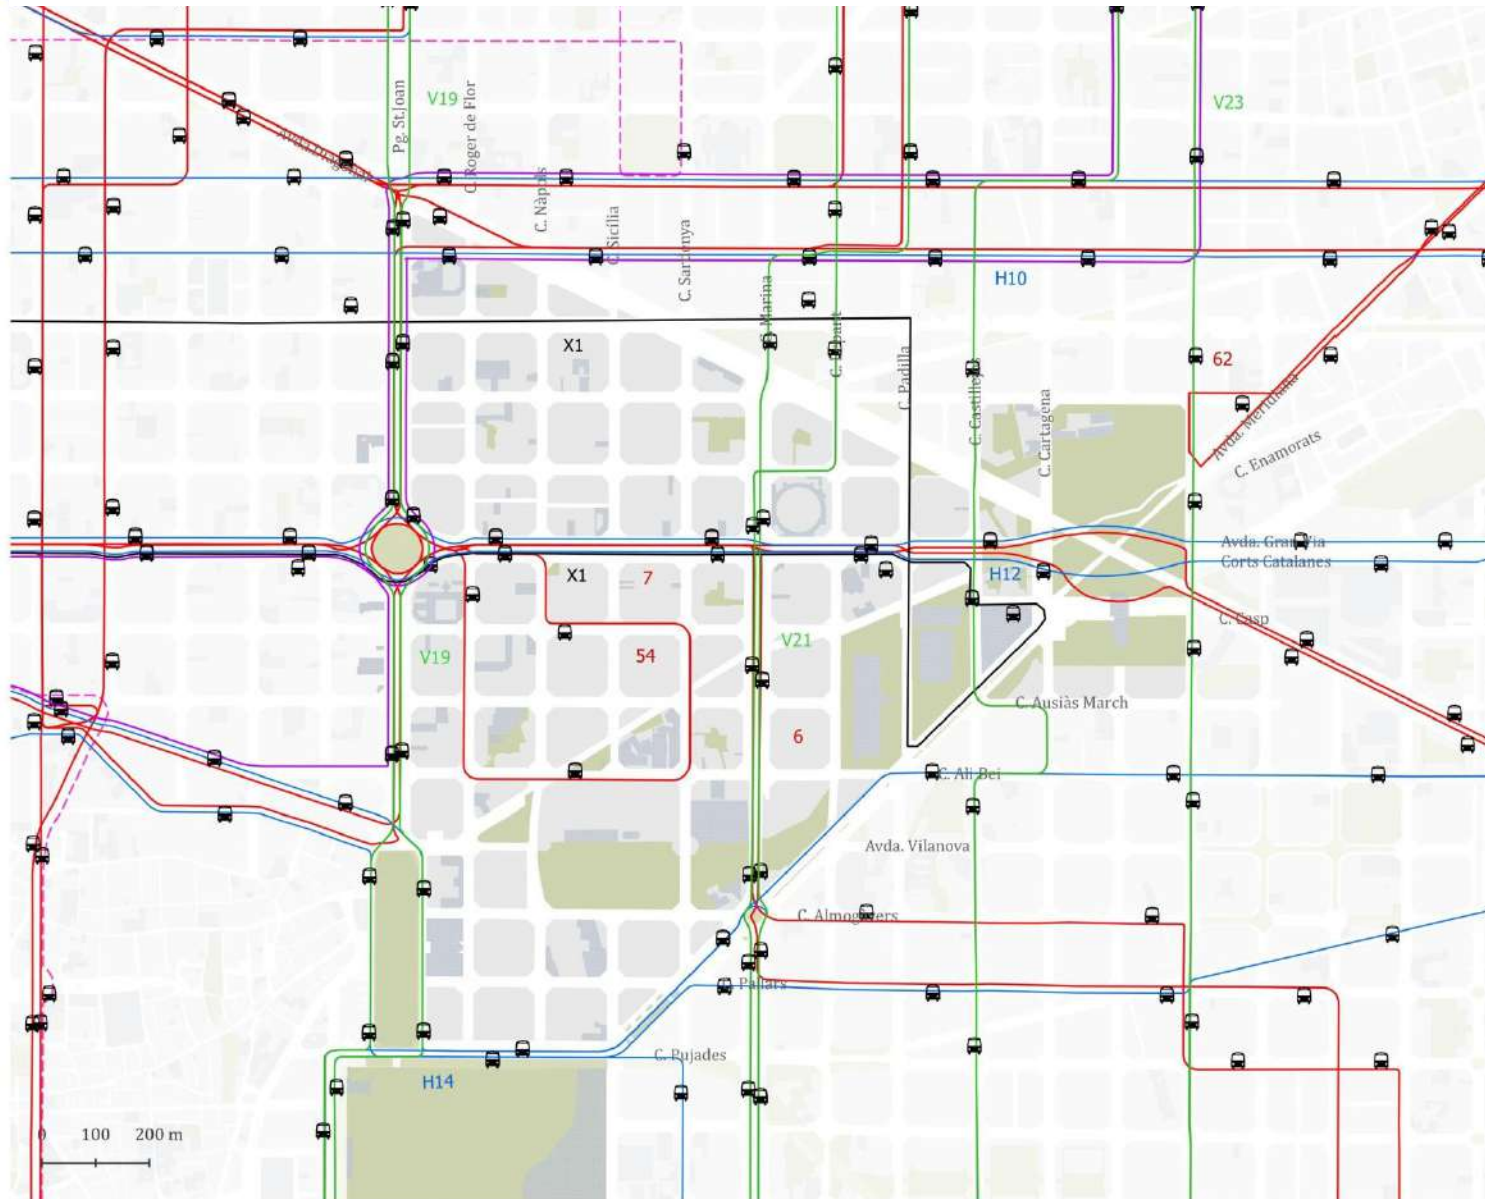 V19
V23
Pg. St.Joan
C. Roger de Flor
Avda. Diagonal
C. Nàpols
C. Sicília
C. Sardenya
H10
C. Marina
X1
C. Padilla
62
C. Castillejos
C. Cartagena
Avda. Meridiana
C. Enamorats
Avda. Gran Via
Corts Catalanes
X1
7
H12
C. Casp
V19
54
V21
C. Ausiàs March
6
C. Ali Bei
Avda. Vilanova
C. Almogàvers
Pallars
C. Pujades
H14
0 100 200 m